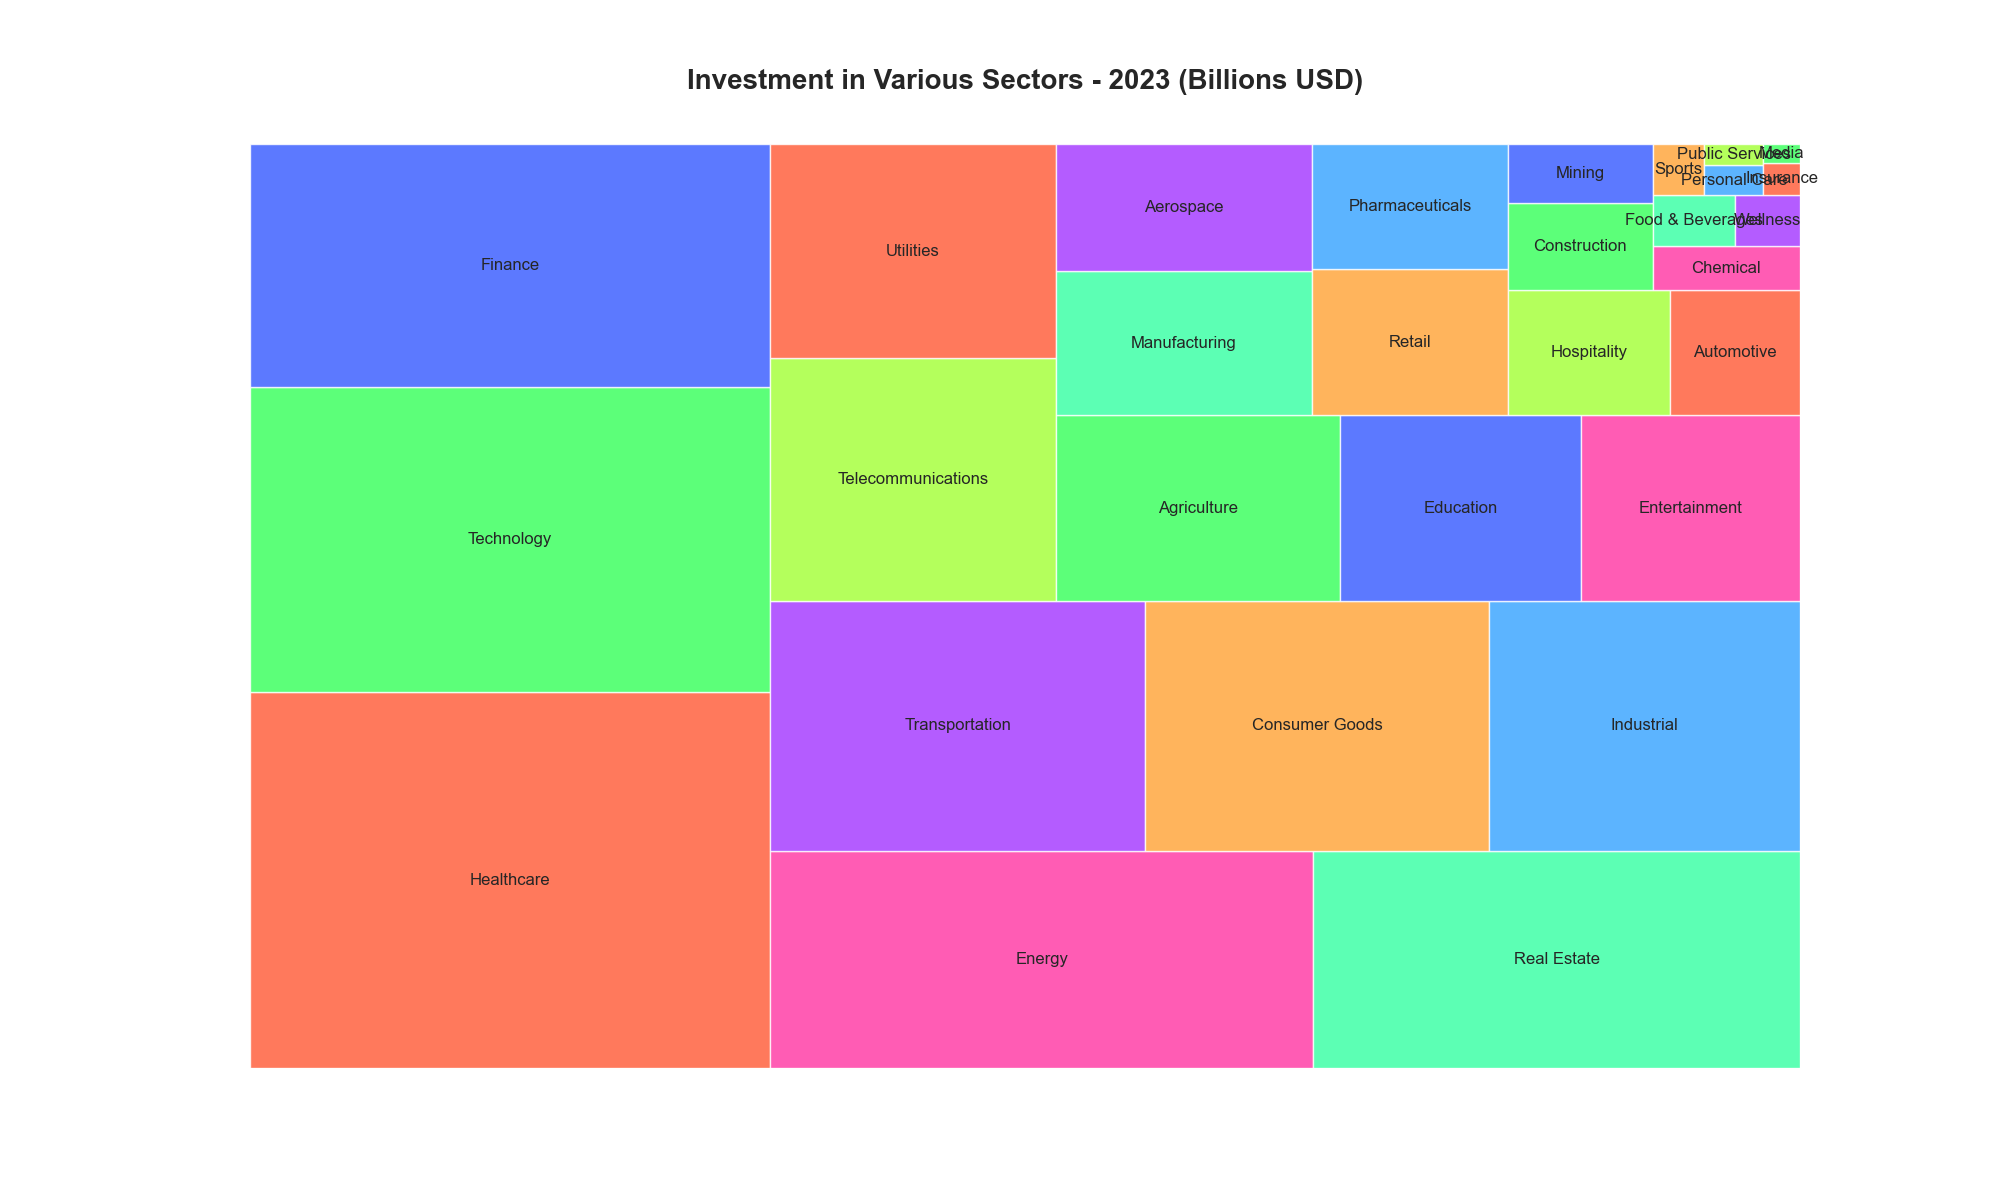 Investment in Various Sectors - 2023 (Billions USD)
Finance
Technology
Healthcare
Utilities
Telecommunications
Aerospace
Manufacturing
Pharmaceuticals
Retail
Mining
Construction
Sports
Public Services
Media
Personal Care
Insurance
Food & Beverages
Wellness
Chemical
Hospitality
Automotive
Agriculture
Education
Entertainment
Transportation
Consumer Goods
Industrial
Energy
Real Estate